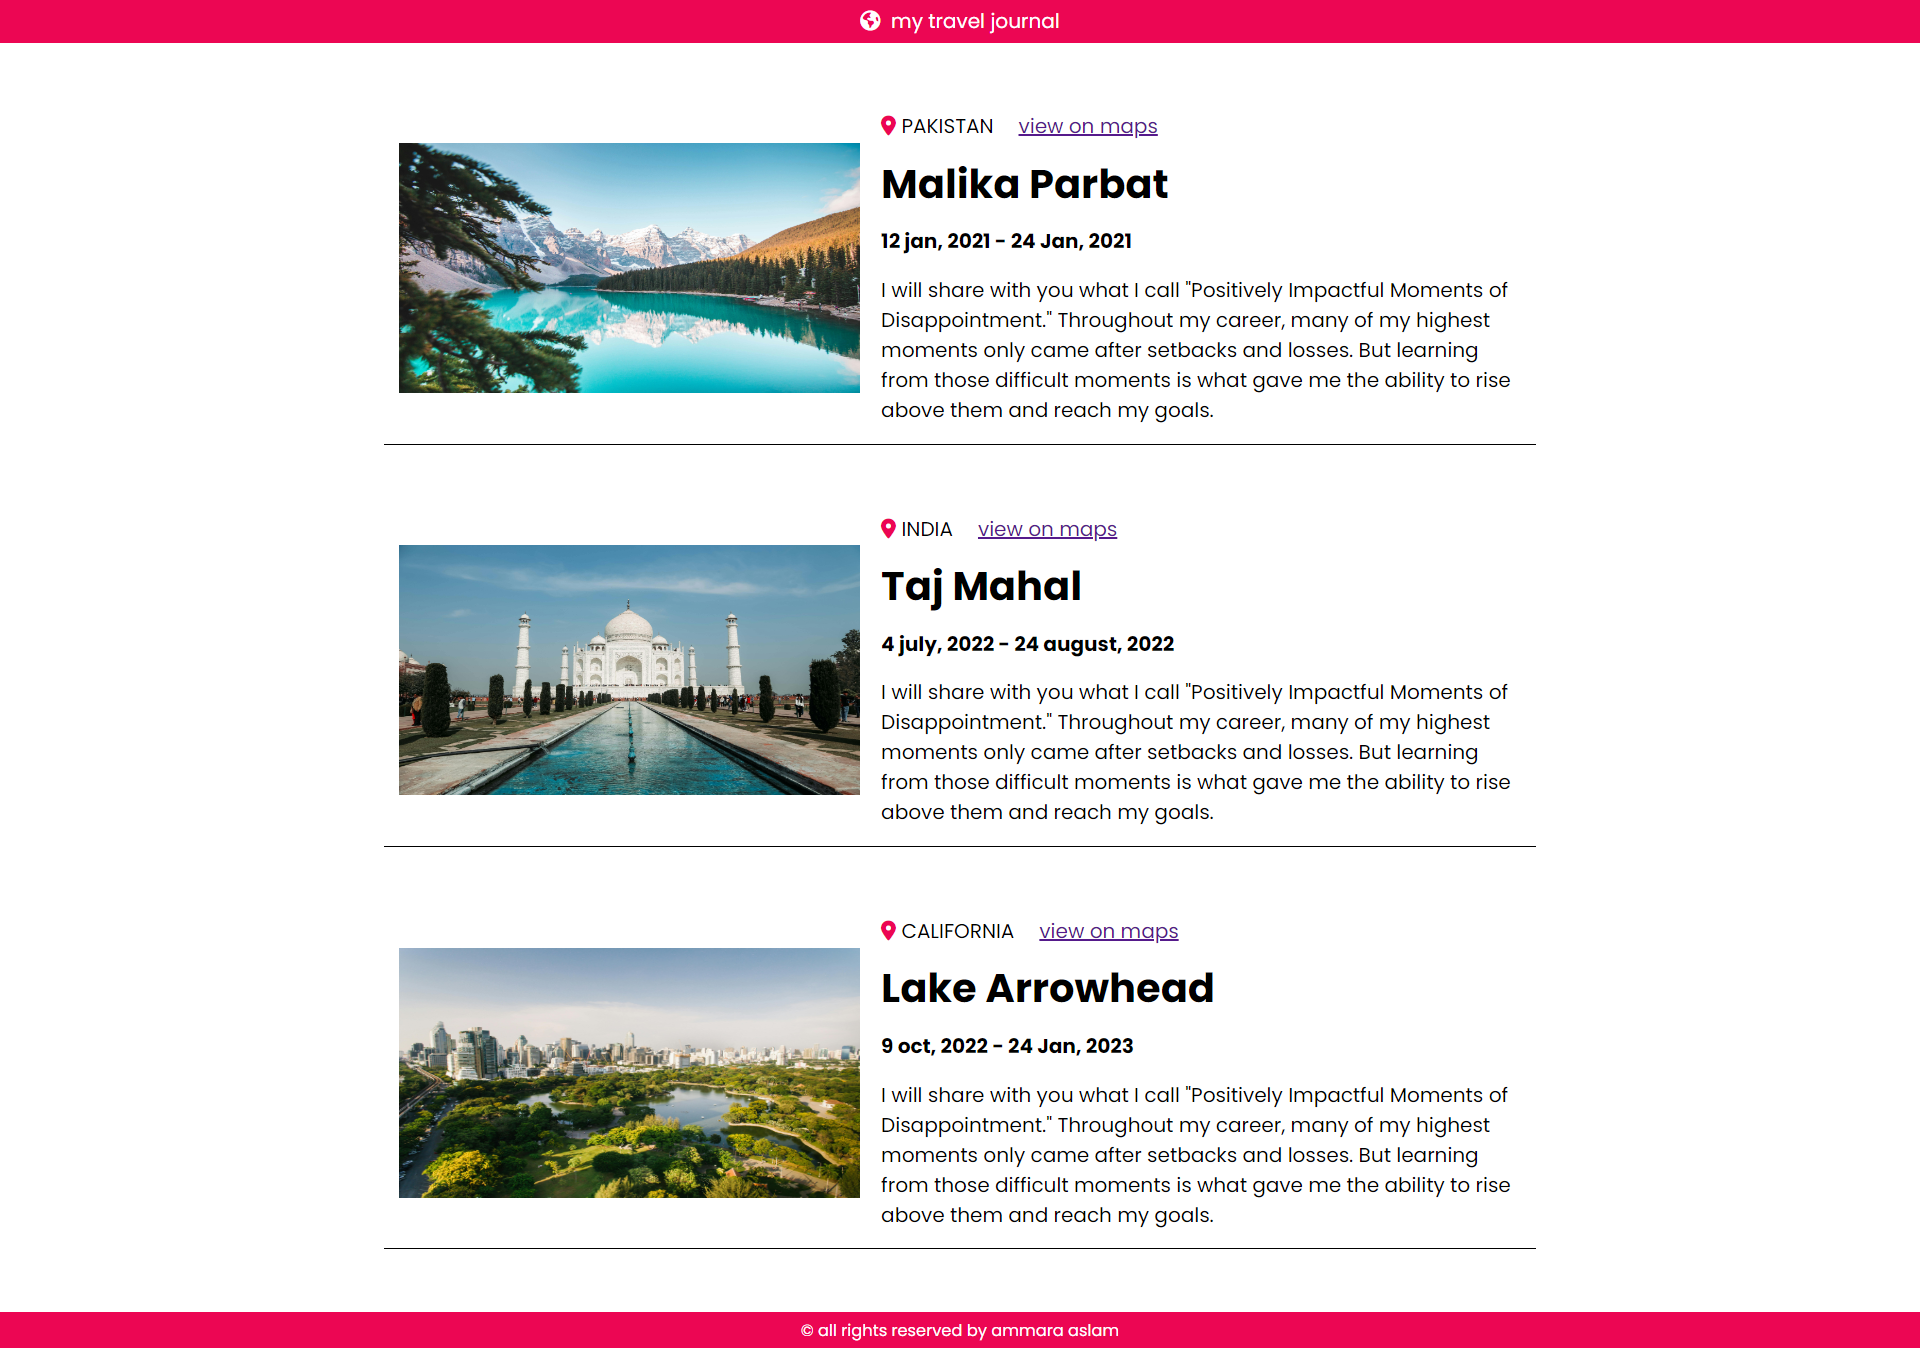 my travel journal
PAKISTAN view on maps
Malika Parbat
12 jan, 2021 - 24 Jan, 2021
I will share with you what I call "Positively Impactful Moments of
Disappointment." Throughout my career, many of my highest
moments only came after setbacks and losses. But learning
from those difficult moments is what gave me the ability to rise
above them and reach my goals.
INDIA view on maps
Taj Mahal
4 july, 2022 - 24 august, 2022
I will share with you what I call "Positively Impactful Moments of
Disappointment." Throughout my career, many of my highest
moments only came after setbacks and losses. But learning
from those difficult moments is what gave me the ability to rise
above them and reach my goals.
CALIFORNIA view on maps
Lake Arrowhead
9 oct, 2022 - 24 Jan, 2023
I will share with you what I call "Positively Impactful Moments of
Disappointment." Throughout my career, many of my highest
moments only came after setbacks and losses. But learning
from those difficult moments is what gave me the ability to rise
above them and reach my goals.
© all rights reserved by ammara aslam